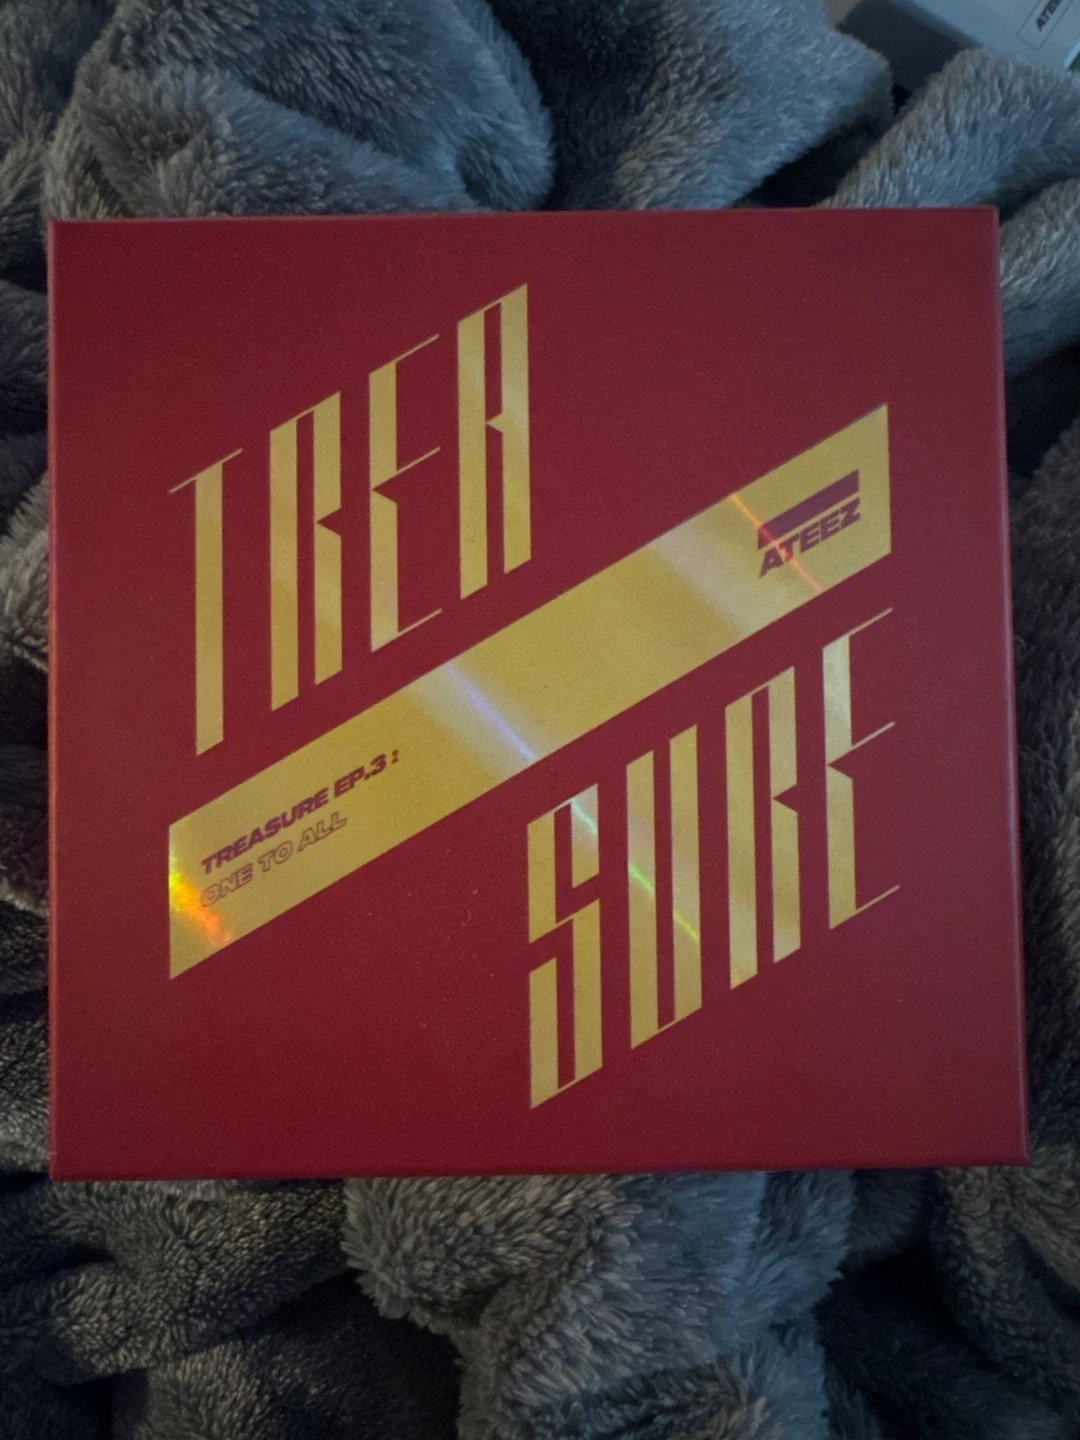 TREA
ATEEZ
TREASURE EP.3 :
ONE TO ALL
SURE